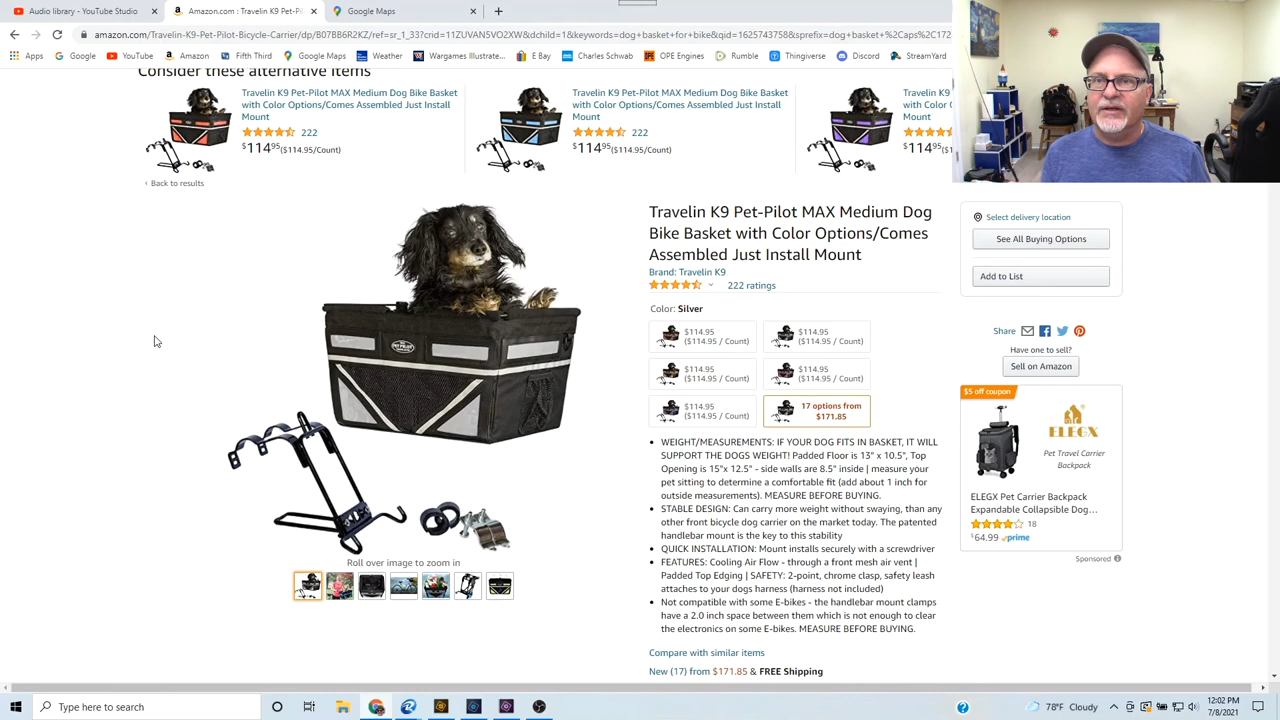 Audio library - YouTube Studio
Amazon.com : Travelin K9 Pet-Pil
Google Maps
amazon.com/Travelin-K9-Pet-Pilot-Bicycle-Carrier/dp/B07BB6R2KZ/ref=sr_
Apps
Google
YouTube
Amazon
Fifth Third
Google Maps
Weather
Wargames Illustrate...
E Bay
Charles Schwab
OPE Engines
Rumble
Thingiverse
Discord
StreamYard
Consider these alternative items
Travelin K9 Pet-Pilot MAX Medium Dog Bike Basket
with Color Options/Comes Assembled Just Install
Mount
222
$114.95 ($114.95/Count)
Travelin K9 Pet-Pilot MAX Medium Dog Bike Basket
with Color Options/Comes Assembled Just Install
Mount
222
$114.95 ($114.95/Count)
Travelin K9
with Color
Mount
$114.95
‹ Back to results
Roll over image to zoom in
Travelin K9 Pet-Pilot MAX Medium Dog
Bike Basket with Color Options/Comes
Assembled Just Install Mount
Brand: Travelin K9
222 ratings
Color: Silver
$114.95
($114.95 / Count)
$114.95
($114.95 / Count)
$114.95
($114.95 / Count)
$114.95
($114.95 / Count)
$114.95
($114.95 / Count)
17 options from
$171.85
• WEIGHT/MEASUREMENTS: IF YOUR DOG FITS IN BASKET, IT WILL
SUPPORT THE DOGS WEIGHT! Padded Floor is 13" x 10.5", Top
Opening is 15"x 12.5" - side walls are 8.5" inside | measure your
pet sitting to determine a comfortable fit (add about 1 inch for
outside measurements). MEASURE BEFORE BUYING.
• STABLE DESIGN: Can carry more weight without swaying, than any
other front bicycle dog carrier on the market today. The patented
handlebar mount is the key to this stability
• QUICK INSTALLATION: Mount installs securely with a screwdriver
• FEATURES: Cooling Air Flow - through a front mesh air vent |
Padded Top Edging | SAFETY: 2-point, chrome clasp, safety leash
attaches to your dogs harness (harness not included)
• Not compatible with some E-bikes - the handlebar mount clamps
have a 2.0 inch space between them which is not enough to clear
the electronics on some E-bikes. MEASURE BEFORE BUYING.
Compare with similar items
New (17) from $171.85 & FREE Shipping
Select delivery location
See All Buying Options
Add to List
Share
Have one to sell?
Sell on Amazon
$5 off coupon
ELEGX
Pet Travel Carrier
Backpack
ELEGX Pet Carrier Backpack
Expandable Collapsible Dog...
18
$64.99 prime
Sponsored
Type here to search
78°F Cloudy
12:02 PM
7/8/2021